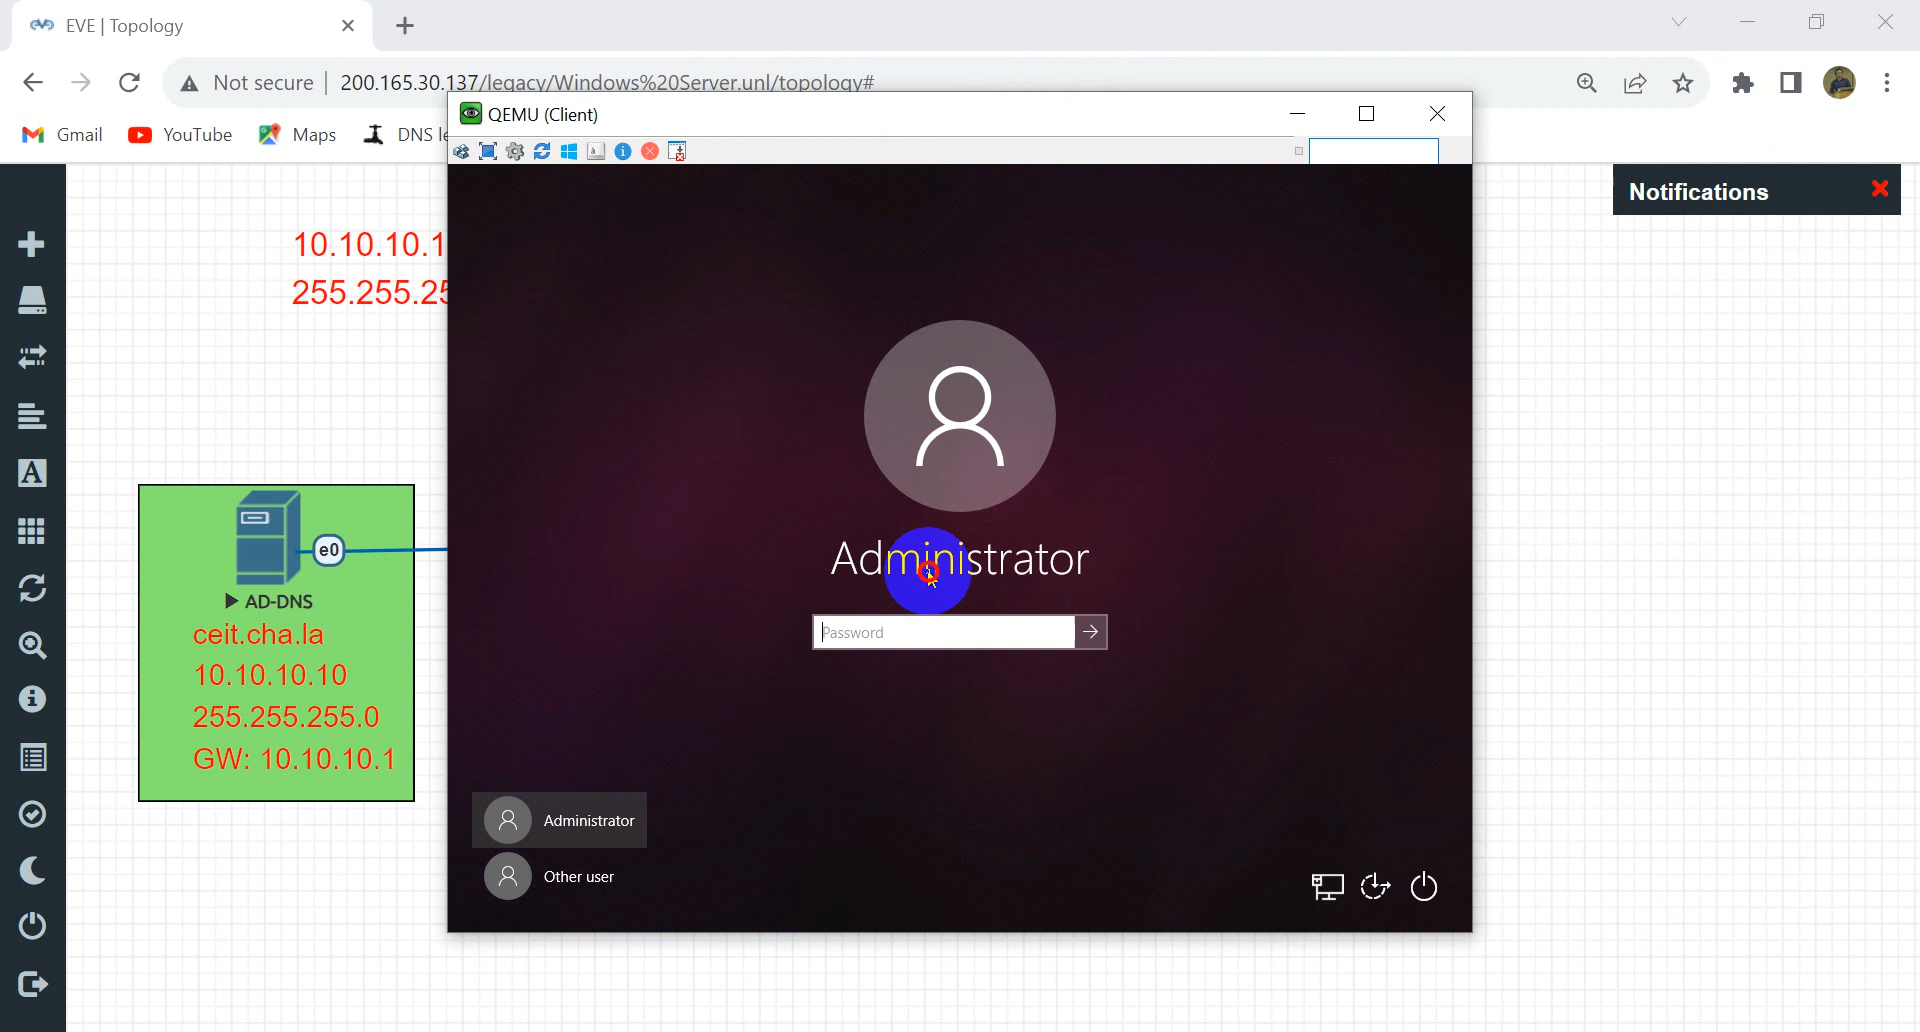 EVE | Topology
Not secure | 200.165.30.137/legacy/Windows%20Server.unl/topology#
Gmail
YouTube
Maps
DNS le
QEMU (Client)
Notifications
10.10.10.1
255.255.25
Administrator
Password
e0
AD-DNS
ceit.cha.la
10.10.10.10
255.255.255.0
GW: 10.10.10.1
Administrator
Other user